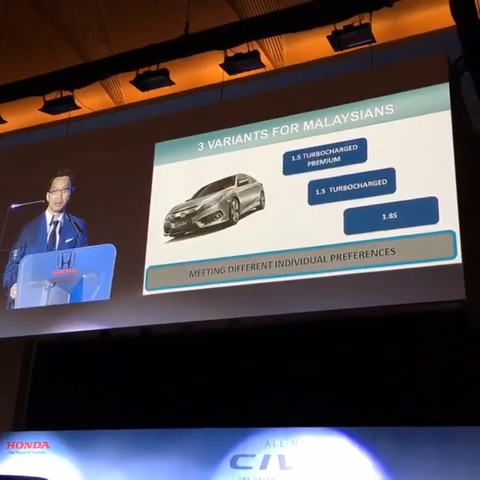 3 VARIANTS FOR MALAYSIANS
1.5 TURBOCHARGED
PREMIUM
1.5 TURBOCHARGED
1.8S
MEETING DIFFERENT INDIVIDUAL PREFERENCES
HONDA
HONDA
ALL N
CIV